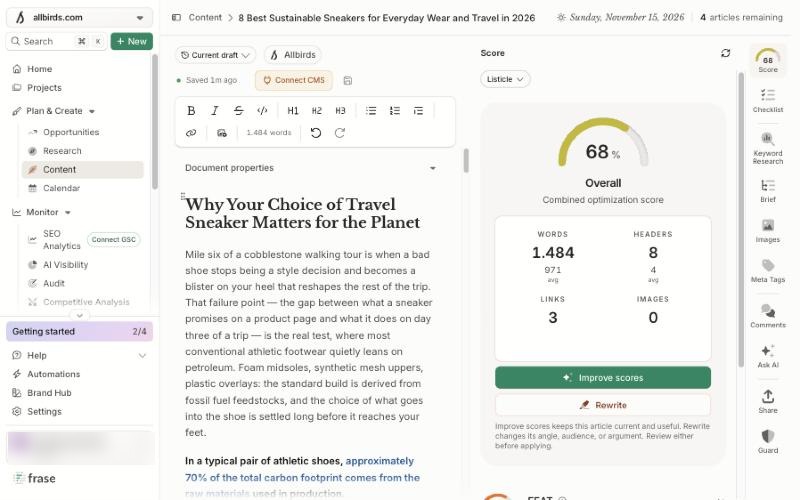 allbirds.com
Search ⌘ K
+ New
Home
Projects
Plan & Create
Opportunities
Research
Content
Calendar
Monitor
SEO Analytics
Connect GSC
AI Visibility
Audit
Competitive Analysis
Getting started 2/4
Help
Automations
Brand Hub
Settings
frase
Content > 8 Best Sustainable Sneakers for Everyday Wear and Travel in 2026
Sunday, November 15, 2026
4 articles remaining
Current draft
Allbirds
Saved 1m ago
Connect CMS
B I S </> H1 H2 H3
1.484 words
Document properties
Why Your Choice of Travel
Sneaker Matters for the Planet
Mile six of a cobblestone walking tour is when a bad
shoe stops being a style decision and becomes a
blister on your heel that reshapes the rest of the trip.
That failure point — the gap between what a sneaker
promises on a product page and what it does on day
three of a trip — is the real test, where most
conventional athletic footwear quietly leans on
petroleum. Foam midsoles, synthetic mesh uppers,
plastic overlays: the standard build is derived from
fossil fuel feedstocks, and the choice of what goes
into the shoe is settled long before it reaches your
feet.
In a typical pair of athletic shoes, approximately
70% of the total carbon footprint comes from the
raw materials used in production.
Score
Listicle
68 %
Overall
Combined optimization score
WORDS
1.484
971
avg
HEADERS
8
4
avg
LINKS
3
IMAGES
0
Improve scores
Rewrite
Improve scores keeps this article current and useful. Rewrite
changes its angle, audience, or argument. Review either
before applying.
68
Score
Checklist
Keyword
Research
Brief
Images
Meta Tags
Comments
Ask AI
Share
Guard